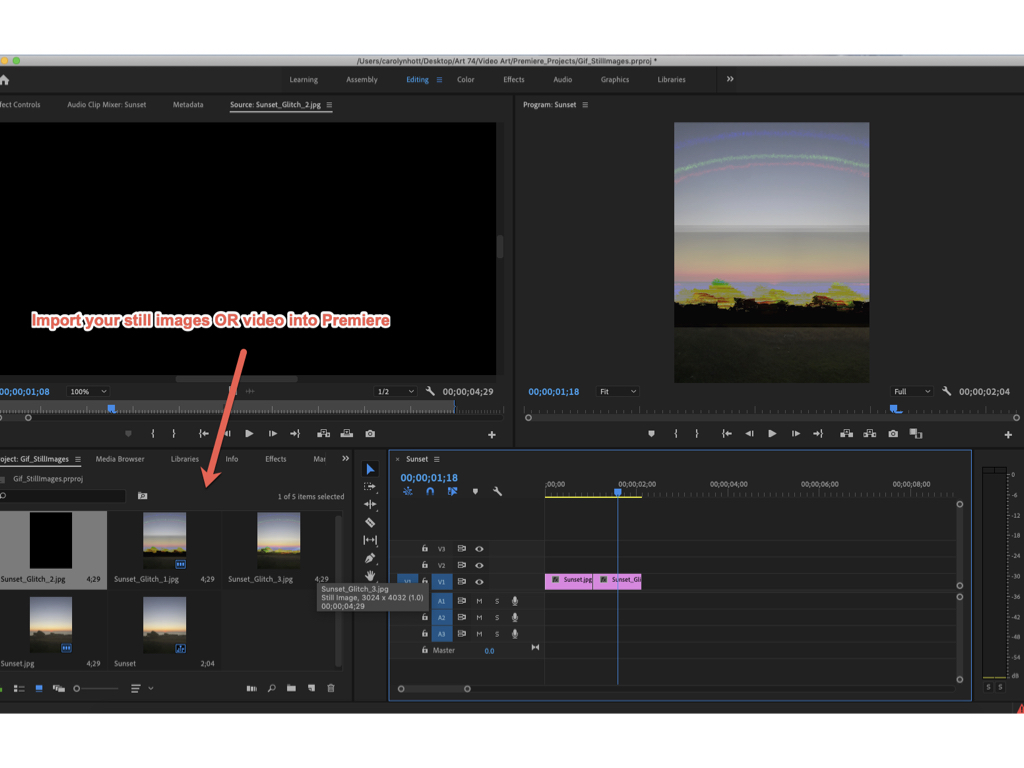 /Users/carolynhott/Desktop/Art 74/Video Art/Premiere_Projects/Gif_StillImages.prproj *
Learning Assembly Editing Color Effects Audio Graphics Libraries
fect Controls Audio Clip Mixer: Sunset Metadata Source: Sunset_Glitch_2.jpg
Program: Sunset
Import your still images OR video into Premiere
00;00;01;08 100% 1/2 00;00;04;29
00;00;01;18 Fit Full 00;00;02;04
oject: Gif_StillImages Media Browser Libraries Info Effects Mar
Gif_StillImages.prproj
1 of 5 items selected
Sunset_Glitch_2.jpg 4;29
Sunset_Glitch_1.jpg 4;29
Sunset_Glitch_3.jpg 4;29
Sunset.jpg 4;29
Sunset 2;04
Sunset_Glitch_3.jpg
Still Image, 3024 x 4032 (1.0)
00;00;04;29
× Sunset
00;00;01;18
;00;00 00;00;02;00 00;00;04;00 00;00;06;00 00;00;08;00
V3
V2
V1 V1 fx Sunset.jpg fx Sunset_Gli
A1 M S
A2 M S
A3 M S
Master 0.0
0
-6
-12
-18
-24
-30
-36
-42
-48
-54
dB
S S